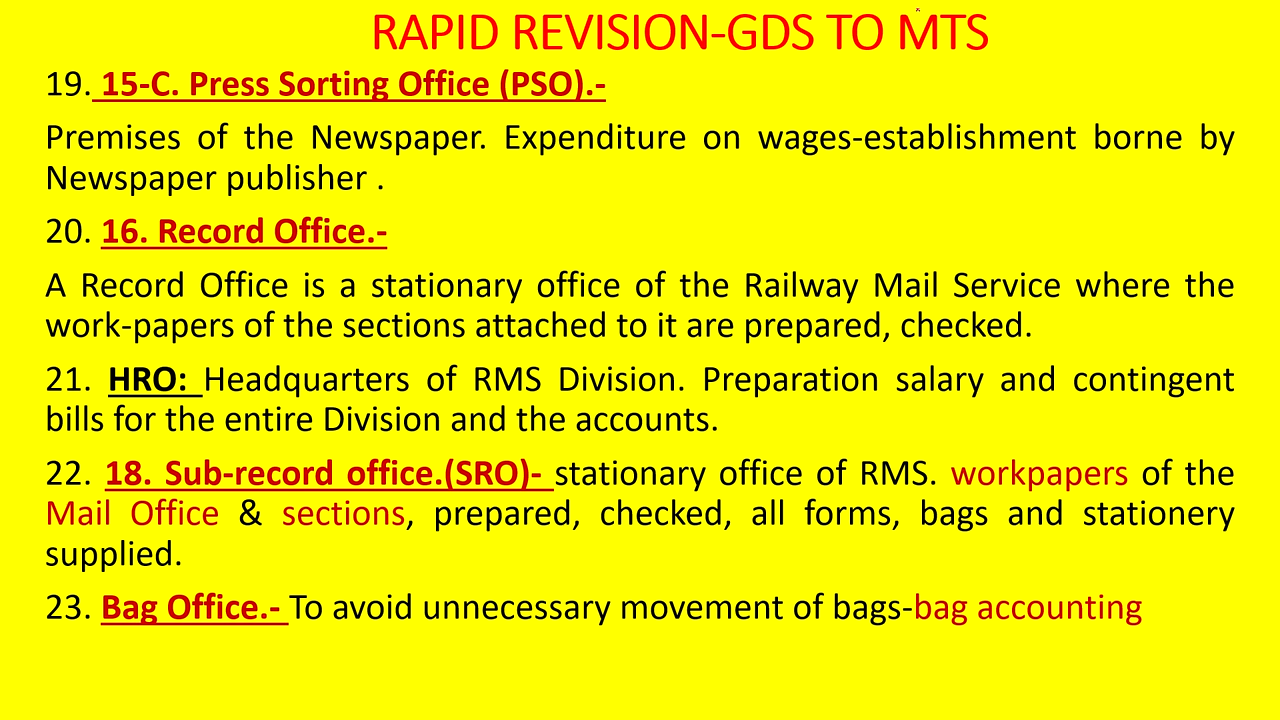 RAPID REVISION-GDS TO MTS
19. 15-C. Press Sorting Office (PSO).-
Premises of the Newspaper. Expenditure on wages-establishment borne by
Newspaper publisher .
20. 16. Record Office.-
A Record Office is a stationary office of the Railway Mail Service where the
work-papers of the sections attached to it are prepared, checked.
21. HRO: Headquarters of RMS Division. Preparation salary and contingent
bills for the entire Division and the accounts.
22. 18. Sub-record office.(SRO)- stationary office of RMS. workpapers of the
Mail Office & sections, prepared, checked, all forms, bags and stationery
supplied.
23. Bag Office.- To avoid unnecessary movement of bags-bag accounting